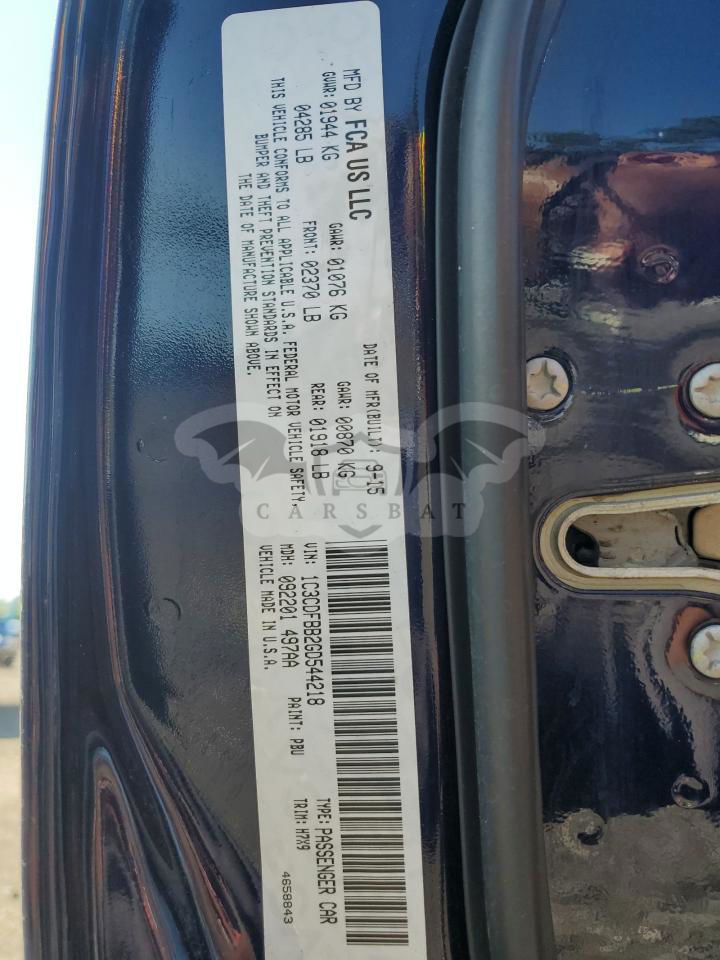 MFD BY FCA US LLC
DATE OF MFR(BUILD): 9-15
GVWR: 01944 KG
GAWR: 01076 KG
GAWR: 00870 KG
04285 LB
FRONT: 02370 LB
REAR: 01918 LB
THIS VEHICLE CONFORMS TO ALL APPLICABLE U.S.A. FEDERAL MOTOR VEHICLE SAFETY,
BUMPER AND THEFT PREVENTION STANDARDS IN EFFECT ON
THE DATE OF MANUFACTURE SHOWN ABOVE.
VIN: 1C3CDFBB2GD544218
TYPE: PASSENGER CAR
MDH: 092201 497AA
PAINT: PBU
TRIM: H7X9
VEHICLE MADE IN U.S.A.
4658843
CARSBAT